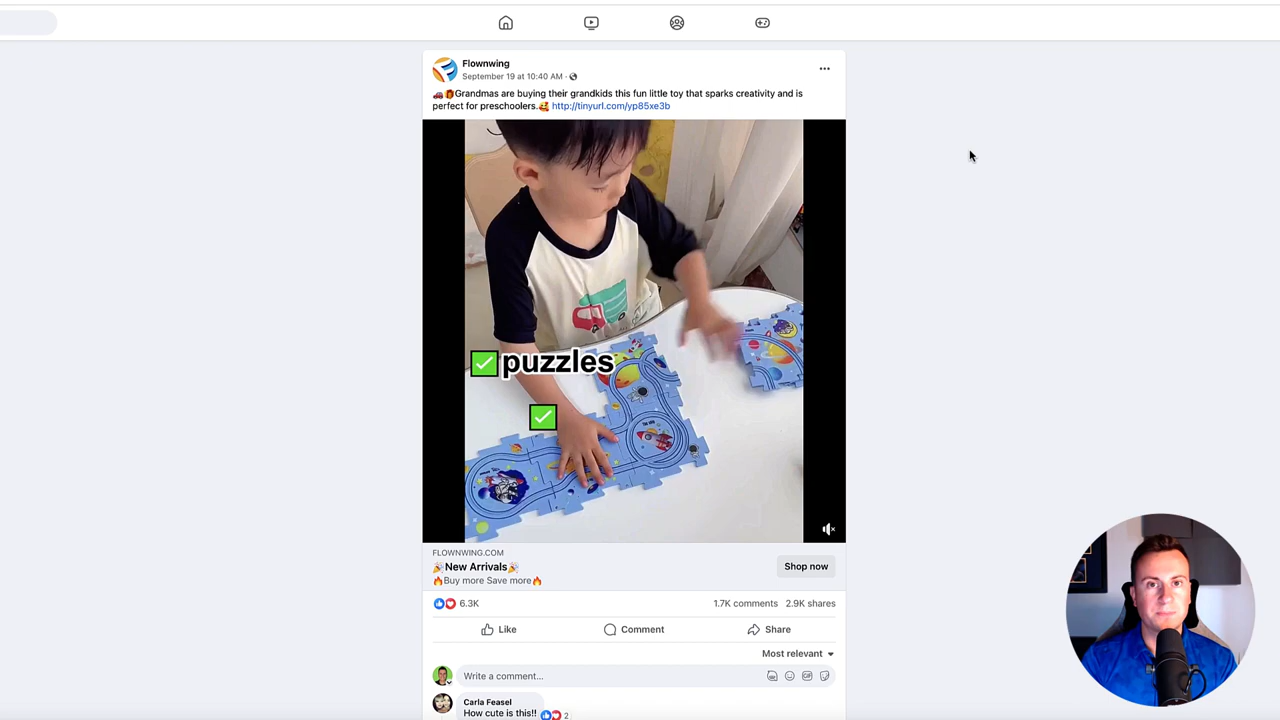 Flownwing
September 19 at 10:40 AM ·
🚗👩‍🦰Grandmas are buying their grandkids this fun little toy that sparks creativity and is
perfect for preschoolers.🥰 http://tinyurl.com/yp85xe3b
✅puzzles
✅
FLOWNWING.COM
🎉New Arrivals🎉
🔥Buy more Save more🔥
Shop now
6.3K
1.7K comments 2.9K shares
Like
Comment
Share
Most relevant
Write a comment...
Carla Feasel
How cute is this!!
2